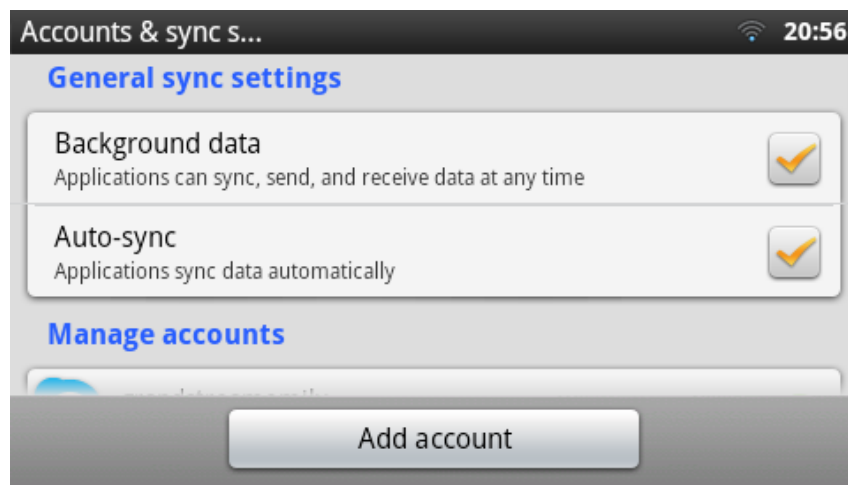 Accounts & sync s...
20:56
General sync settings
Background data
Applications can sync, send, and receive data at any time
Auto-sync
Applications sync data automatically
Manage accounts
Add account